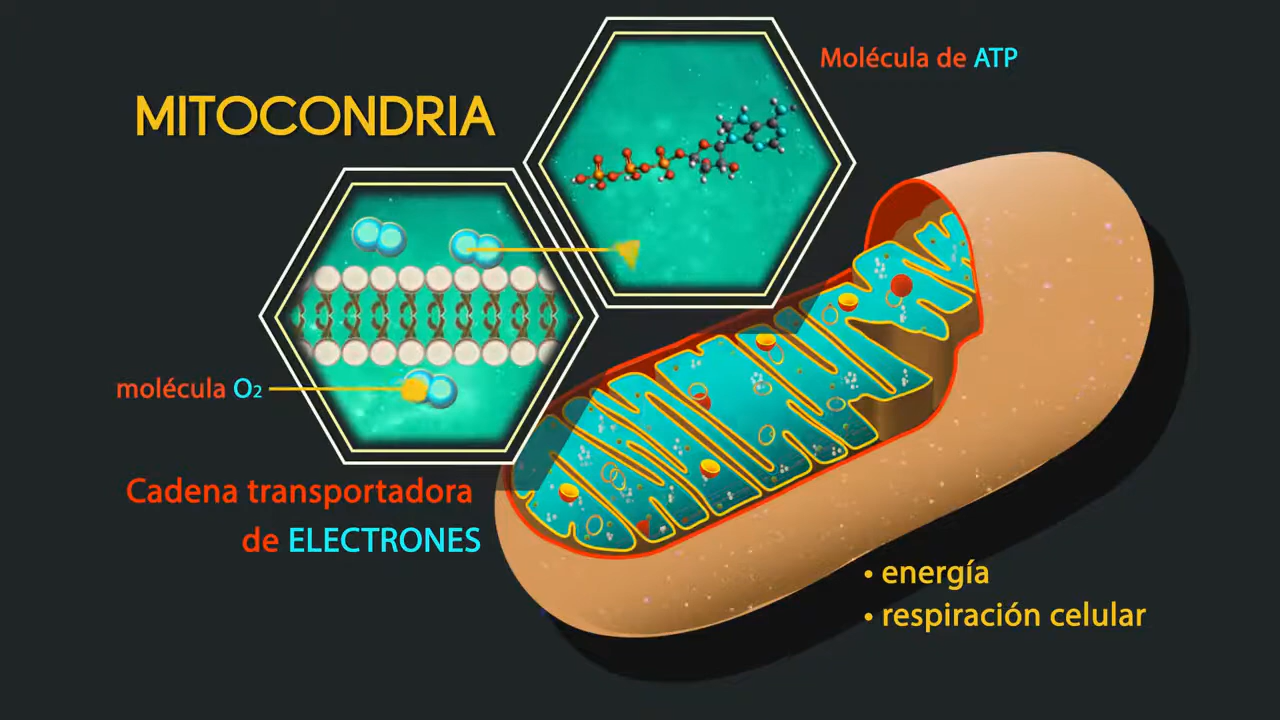 MITOCONDRIA
Molécula de ATP
molécula O₂
Cadena transportadora
de ELECTRONES
• energía
• respiración celular